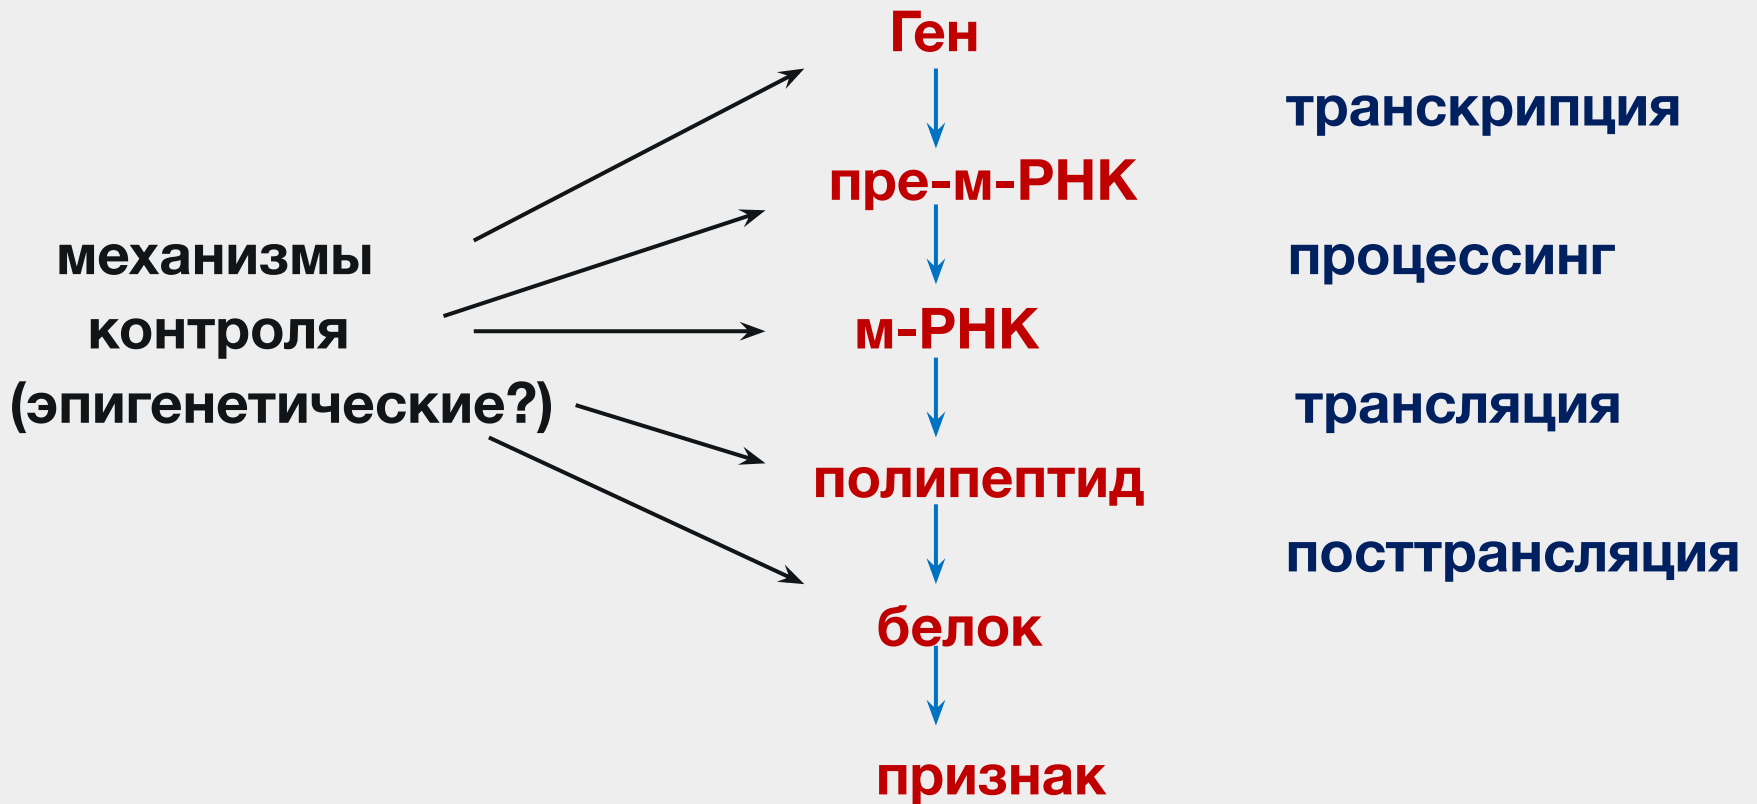 Ген
транскрипция
пре-м-РНК
механизмы
контроля
(эпигенетические?)
процессинг
м-РНК
трансляция
полипептид
посттрансляция
белок
признак